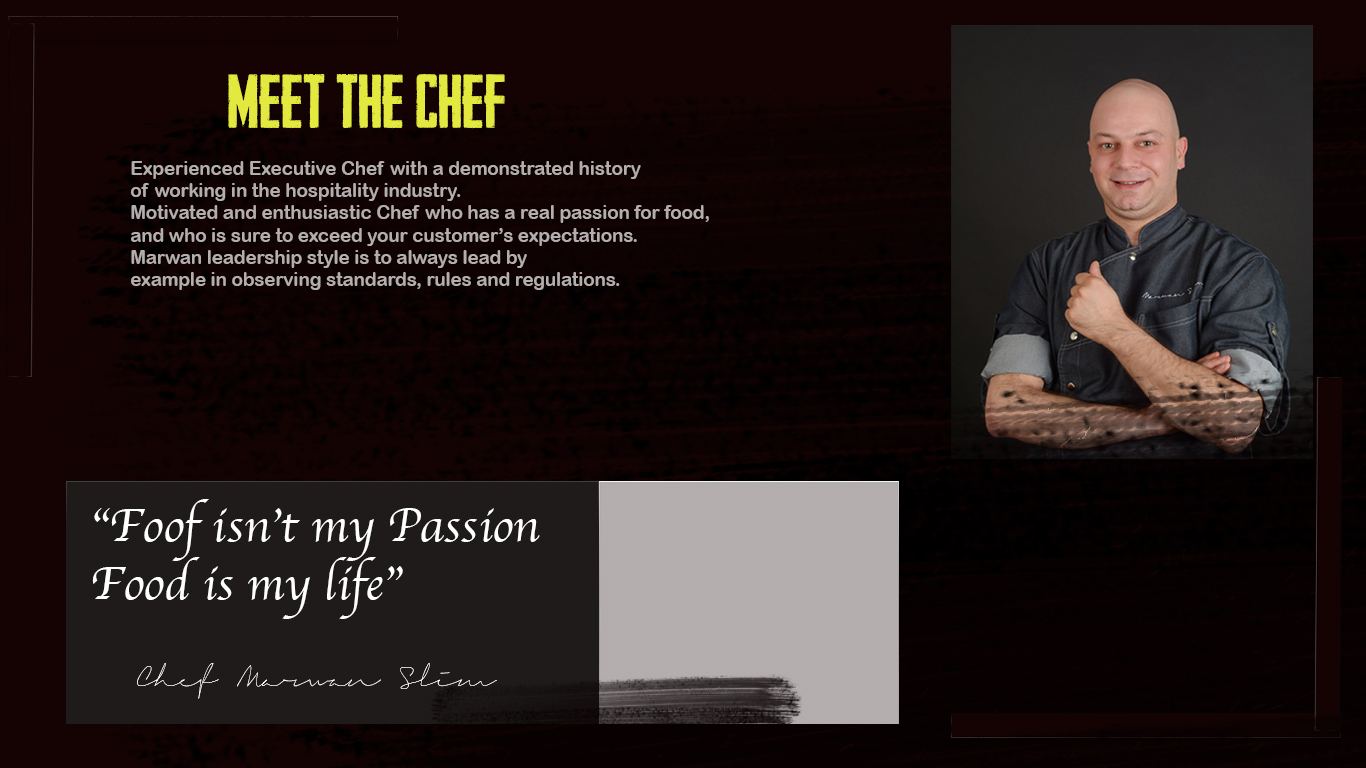 MEET THE CHEF
Experienced Executive Chef with a demonstrated history
of working in the hospitality industry.
Motivated and enthusiastic Chef who has a real passion for food,
and who is sure to exceed your customer’s expectations.
Marwan leadership style is to always lead by
example in observing standards, rules and regulations.
Marwan Slim
“Foof isn’t my Passion
Food is my life”
Chef Marwan Slim